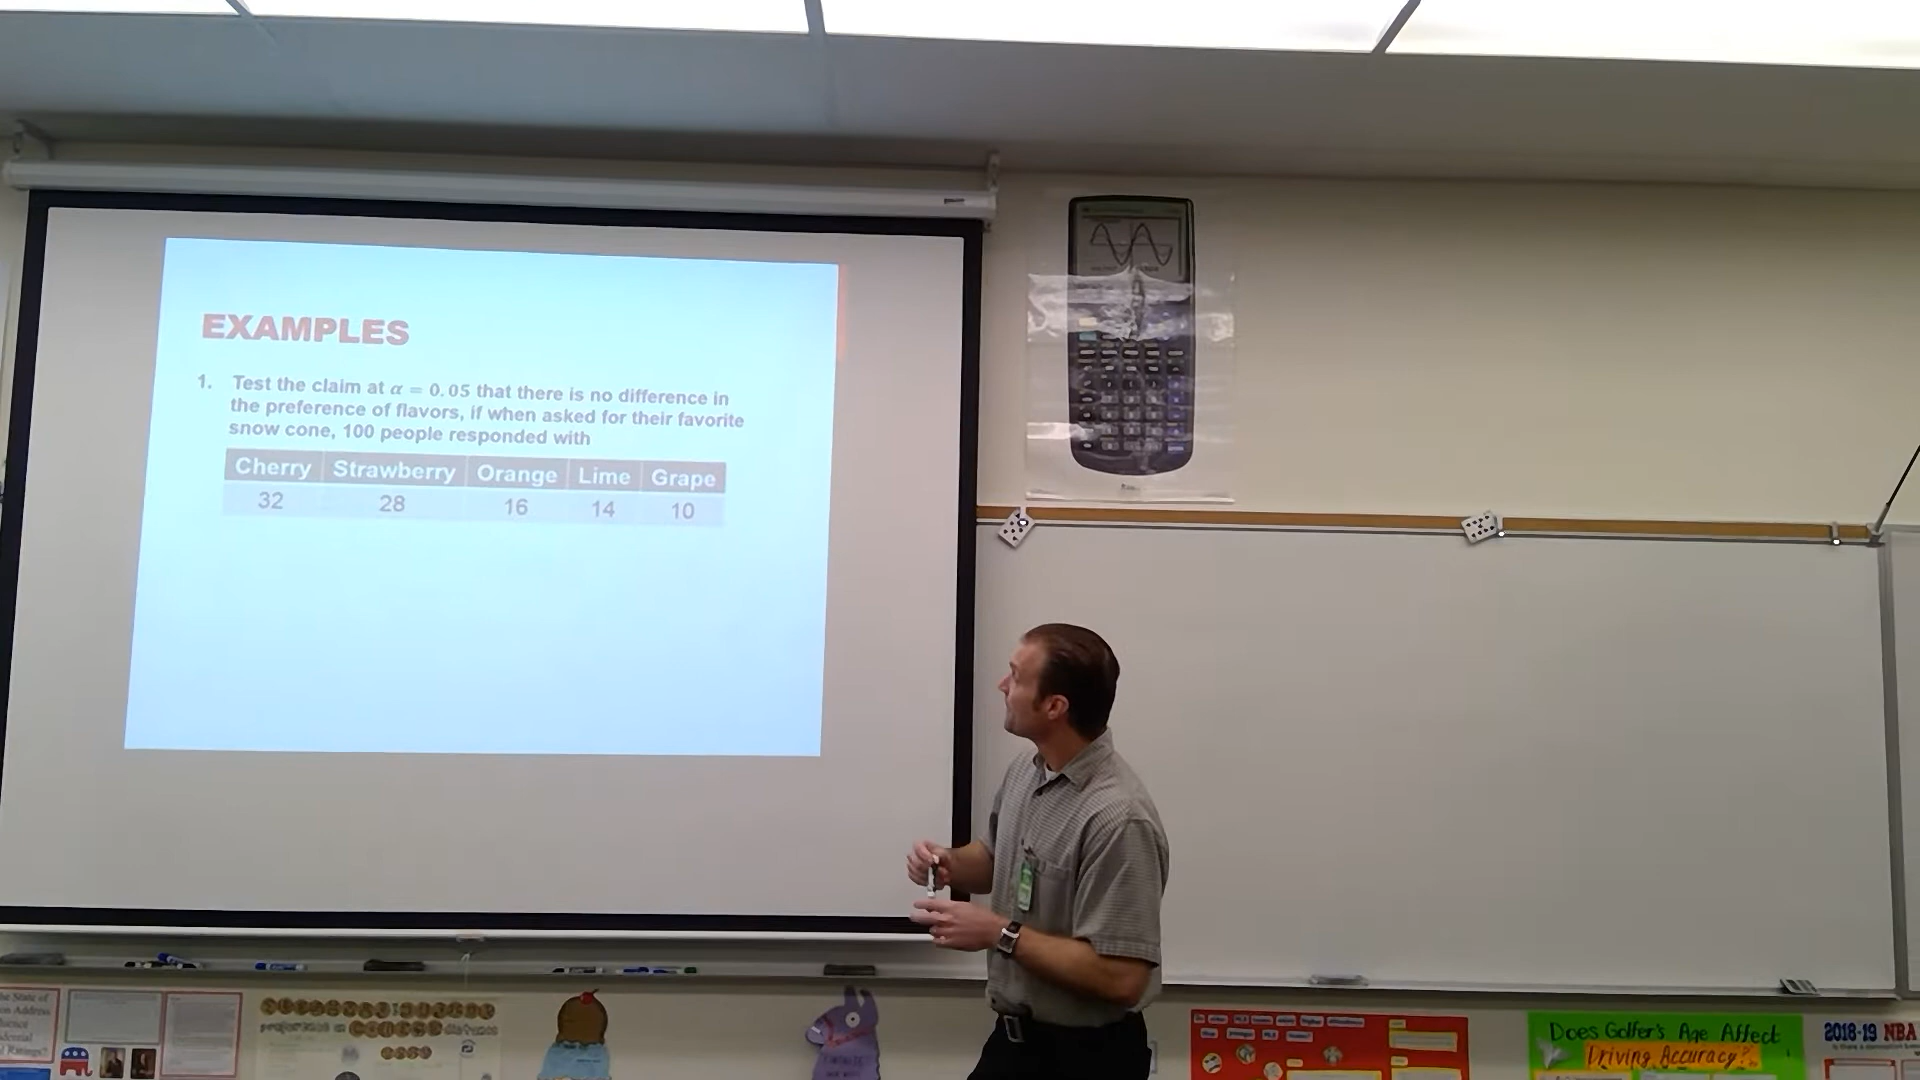 EXAMPLES
1. Test the claim at α = 0.05 that there is no difference in
the preference of flavors, if when asked for their favorite
snow cone, 100 people responded with
Cherry Strawberry Orange Lime Grape
32 28 16 14 10
Does Golfer's Age Affect
Driving Accuracy?
2018-19 NBA